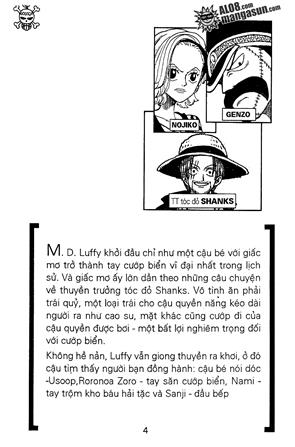 AL08.com
mangasun.com
NOJIKO
GENZO
TT tóc đỏ SHANKS
M. D. Luffy khởi đầu chỉ như một cậu bé với giấc
mơ trở thành tay cướp biển vĩ đại nhất trong lịch
sử. Và giấc mơ ấy lớn dần theo những câu chuyện
về thuyền trưởng tóc đỏ Shanks. Vô tình ăn phải
trái quỷ, một loại trái cho cậu quyền năng kéo dài
người ra như cao su, mặt khác cũng cướp đi của
cậu quyền được bơi - một bất lợi nghiêm trọng đối
với cướp biển.
Không hề nản, Luffy vẫn giong thuyền ra khơi, ở đó
cậu tìm thấy người bạn đồng hành: cậu bé nói dóc
-Usoop,Roronoa Zoro - tay săn cướp biển, Nami -
tay trộm kho báu hải tặc và Sanji - đầu bếp
4